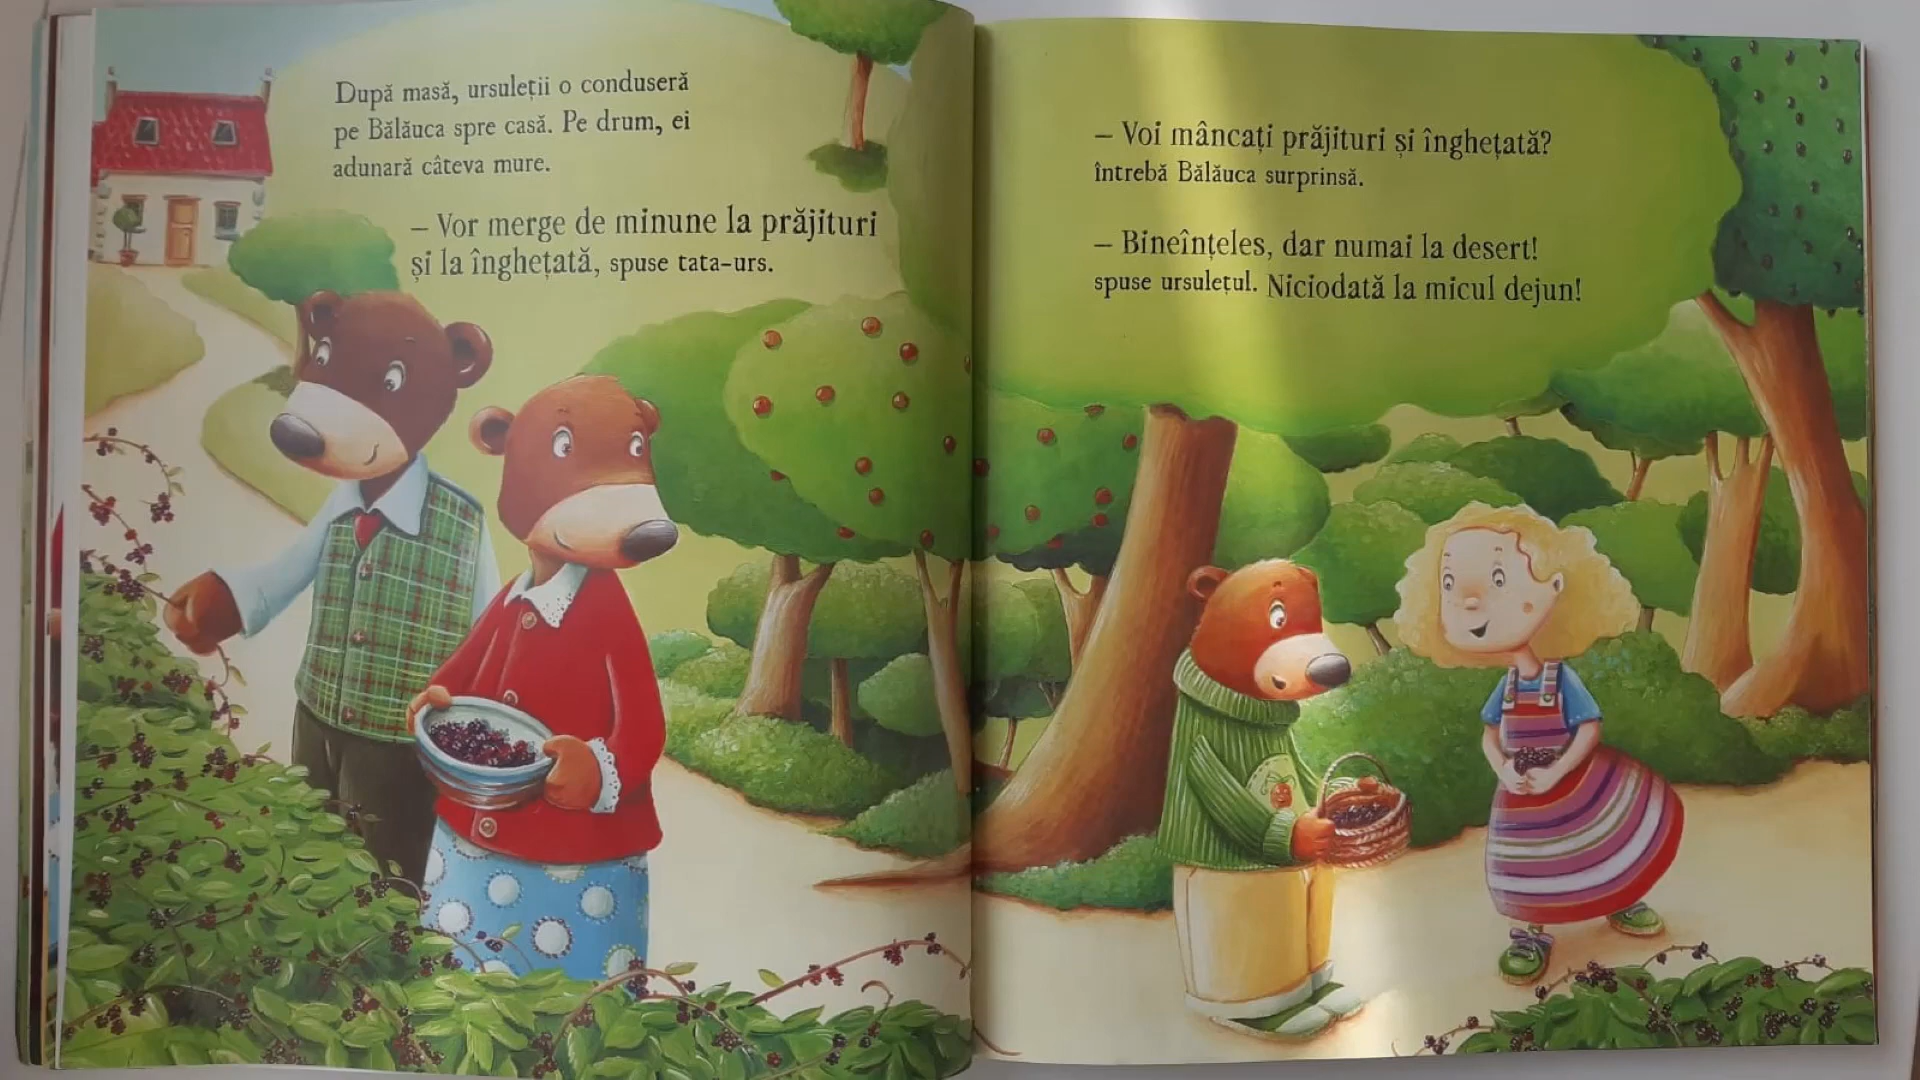 După masă, ursuleții o conduseră
pe Bălăuca spre casă. Pe drum, ei
adunară câteva mure.
– Vor merge de minune la prăjituri
și la înghețată, spuse tata-urs.
– Voi mâncați prăjituri și înghețată?
întrebă Bălăuca surprinsă.
– Bineînțeles, dar numai la desert!
spuse ursulețul. Niciodată la micul dejun!